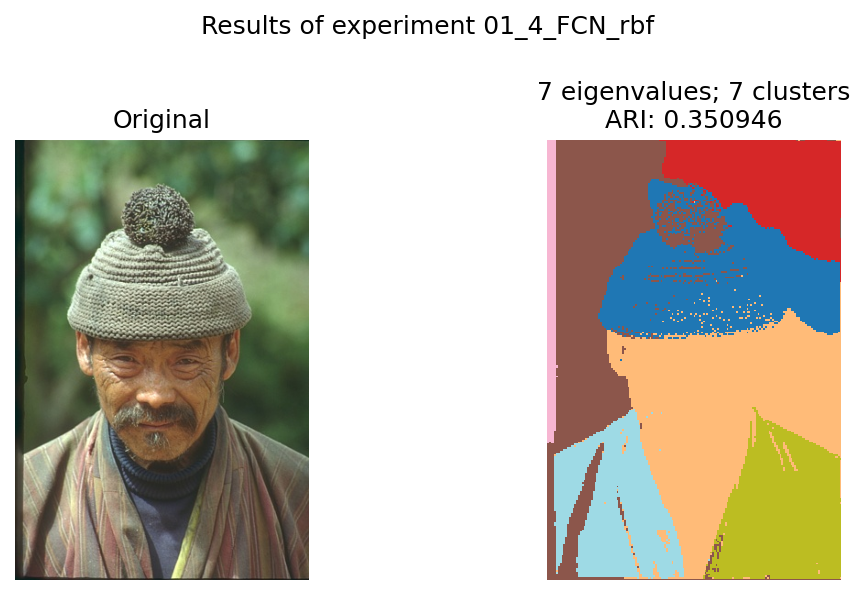 Results of experiment 01_4_FCN_rbf
Original
7 eigenvalues; 7 clusters
ARI: 0.350946